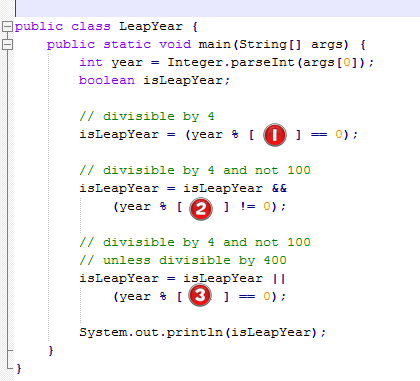 public class LeapYear {
public static void main(String[] args) {
int year = Integer.parseInt(args[0]);
boolean isLeapYear;
// divisible by 4
isLeapYear = (year % [ 1 ] == 0);
// divisible by 4 and not 100
isLeapYear = isLeapYear &&
(year % [ 2 ] != 0);
// divisible by 4 and not 100
// unless divisible by 400
isLeapYear = isLeapYear ||
(year % [ 3 ] == 0);
System.out.println(isLeapYear);
}
}